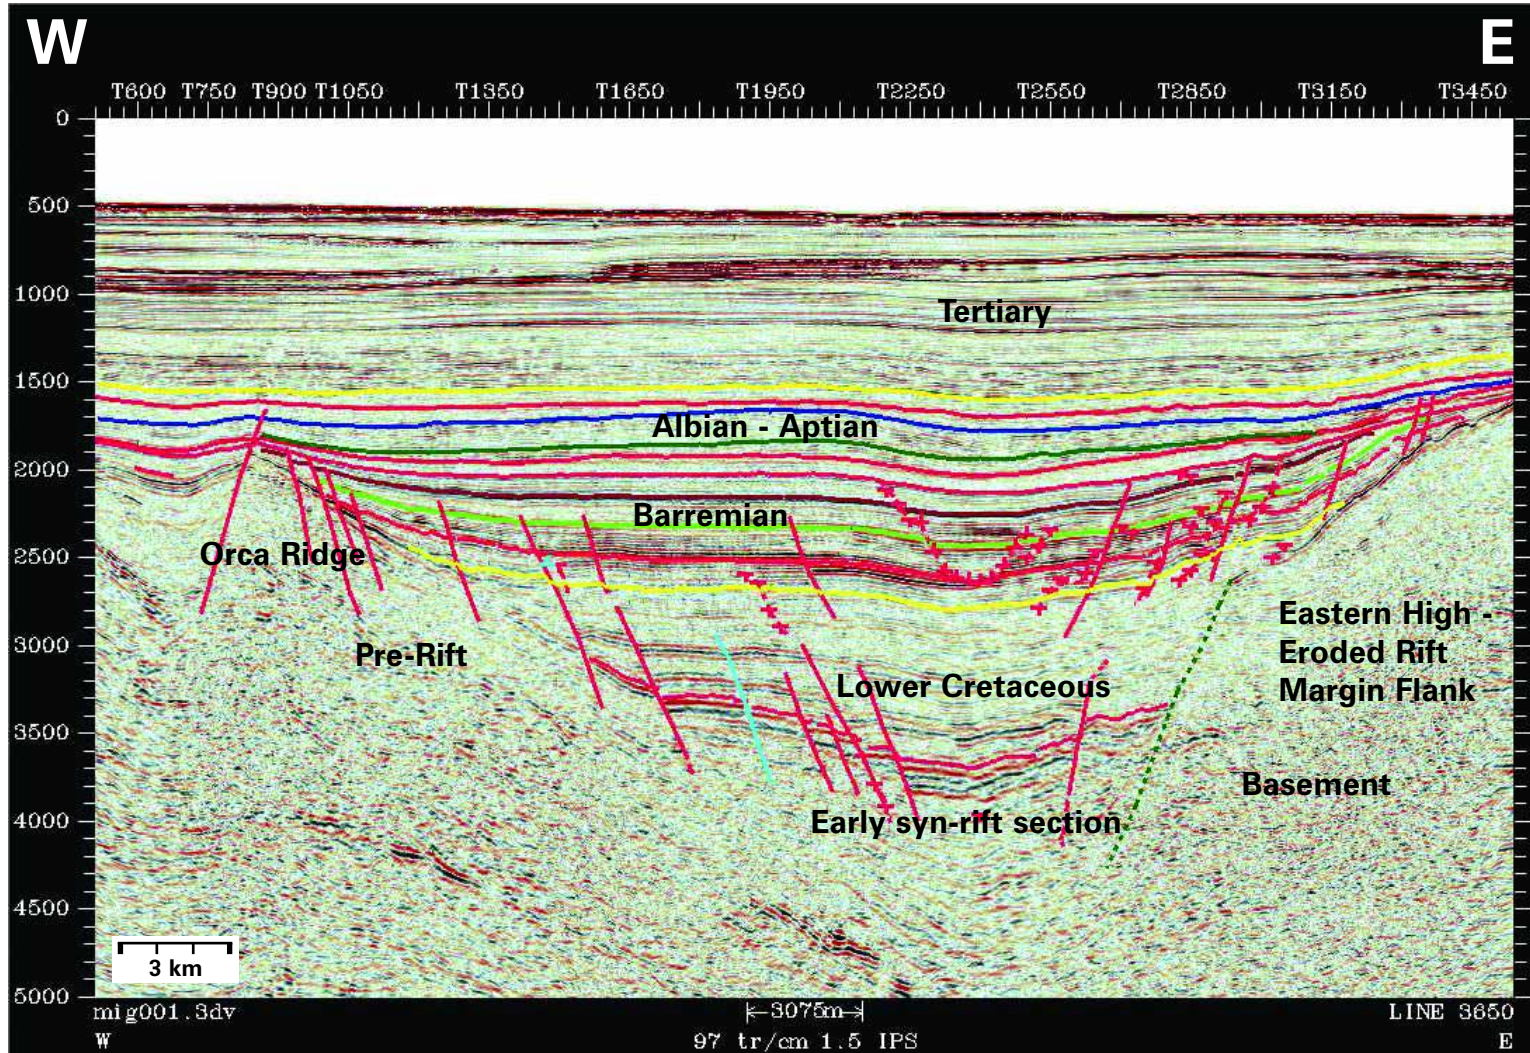 W
E
T600 T750 T900 T1050 T1350 T1650 T1950 T2250 T2550 T2850 T3150 T3450
0
500
1000
Tertiary
1500
Albian - Aptian
2000
Barremian
2500
Orca Ridge
Eastern High -
Eroded Rift
Margin Flank
3000
Pre-Rift
Lower Cretaceous
3500
Basement
4000
Early syn-rift section
4500
3 km
5000
mig001.3dv
3075m
LINE 3650
W
97 tr/cm 1.5 IPS
E